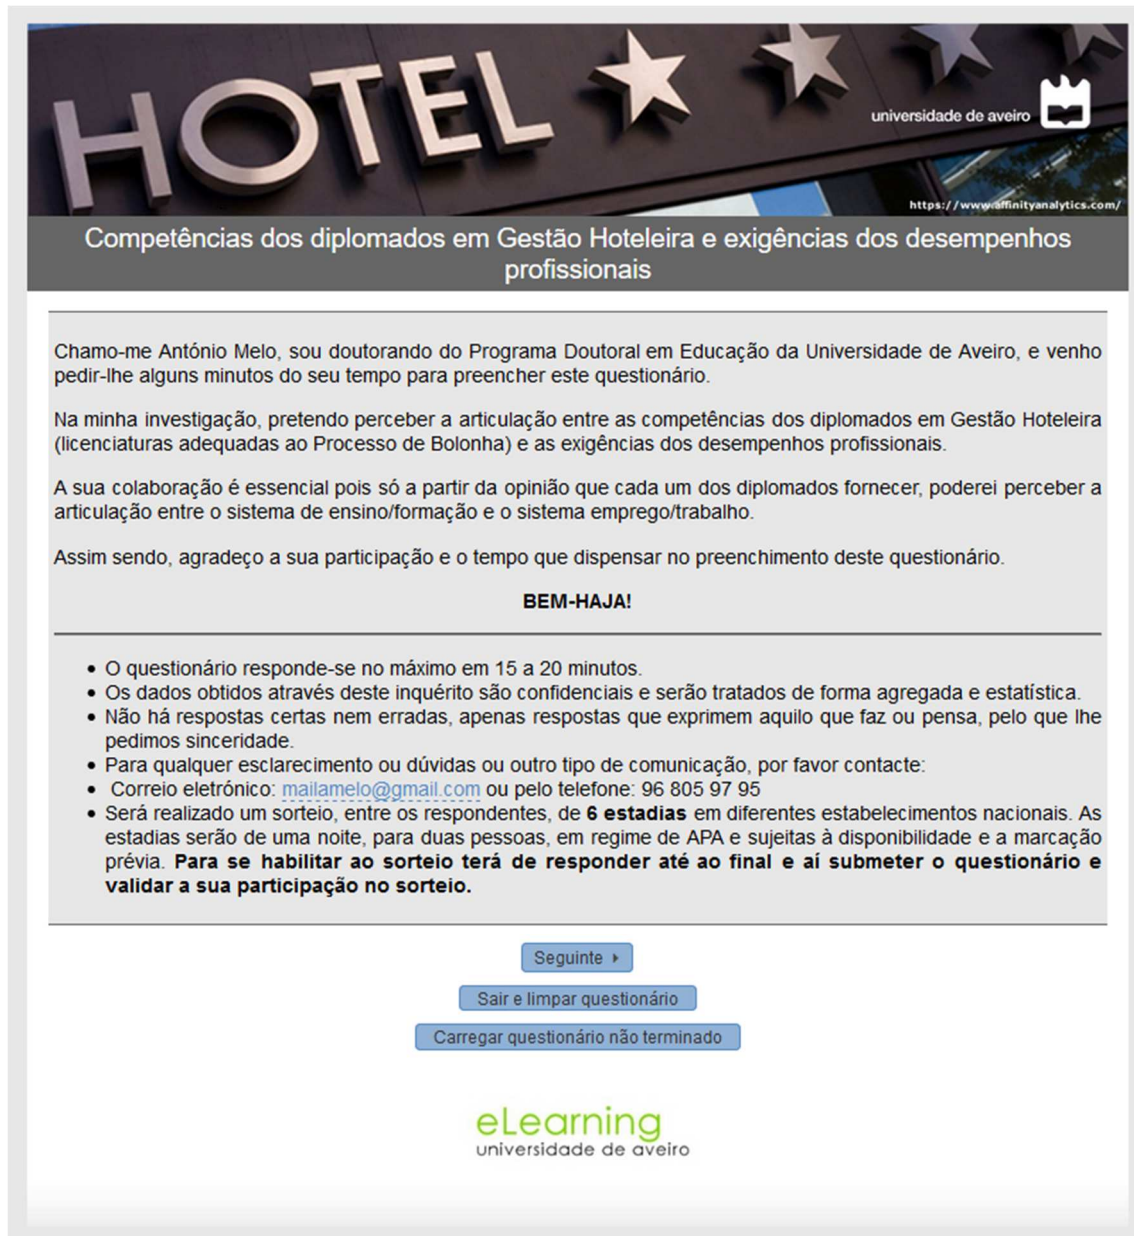 HOTEL
universidade de aveiro
https://www.affinityanalytics.com/
Competências dos diplomados em Gestão Hoteleira e exigências dos desempenhos
profissionais
Chamo-me António Melo, sou doutorando do Programa Doutoral em Educação da Universidade de Aveiro, e venho
pedir-lhe alguns minutos do seu tempo para preencher este questionário.
Na minha investigação, pretendo perceber a articulação entre as competências dos diplomados em Gestão Hoteleira
(licenciaturas adequadas ao Processo de Bolonha) e as exigências dos desempenhos profissionais.
A sua colaboração é essencial pois só a partir da opinião que cada um dos diplomados fornecer, poderei perceber a
articulação entre o sistema de ensino/formação e o sistema emprego/trabalho.
Assim sendo, agradeço a sua participação e o tempo que dispensar no preenchimento deste questionário.
BEM-HAJA!
• O questionário responde-se no máximo em 15 a 20 minutos.
• Os dados obtidos através deste inquérito são confidenciais e serão tratados de forma agregada e estatística.
• Não há respostas certas nem erradas, apenas respostas que exprimem aquilo que faz ou pensa, pelo que lhe
pedimos sinceridade.
• Para qualquer esclarecimento ou dúvidas ou outro tipo de comunicação, por favor contacte:
• Correio eletrónico: mailamelo@gmail.com ou pelo telefone: 96 805 97 95
• Será realizado um sorteio, entre os respondentes, de 6 estadias em diferentes estabelecimentos nacionais. As
estadias serão de uma noite, para duas pessoas, em regime de APA e sujeitas à disponibilidade e a marcação
prévia. Para se habilitar ao sorteio terá de responder até ao final e aí submeter o questionário e
validar a sua participação no sorteio.
Seguinte
Sair e limpar questionário
Carregar questionário não terminado
eLearning
universidade de aveiro